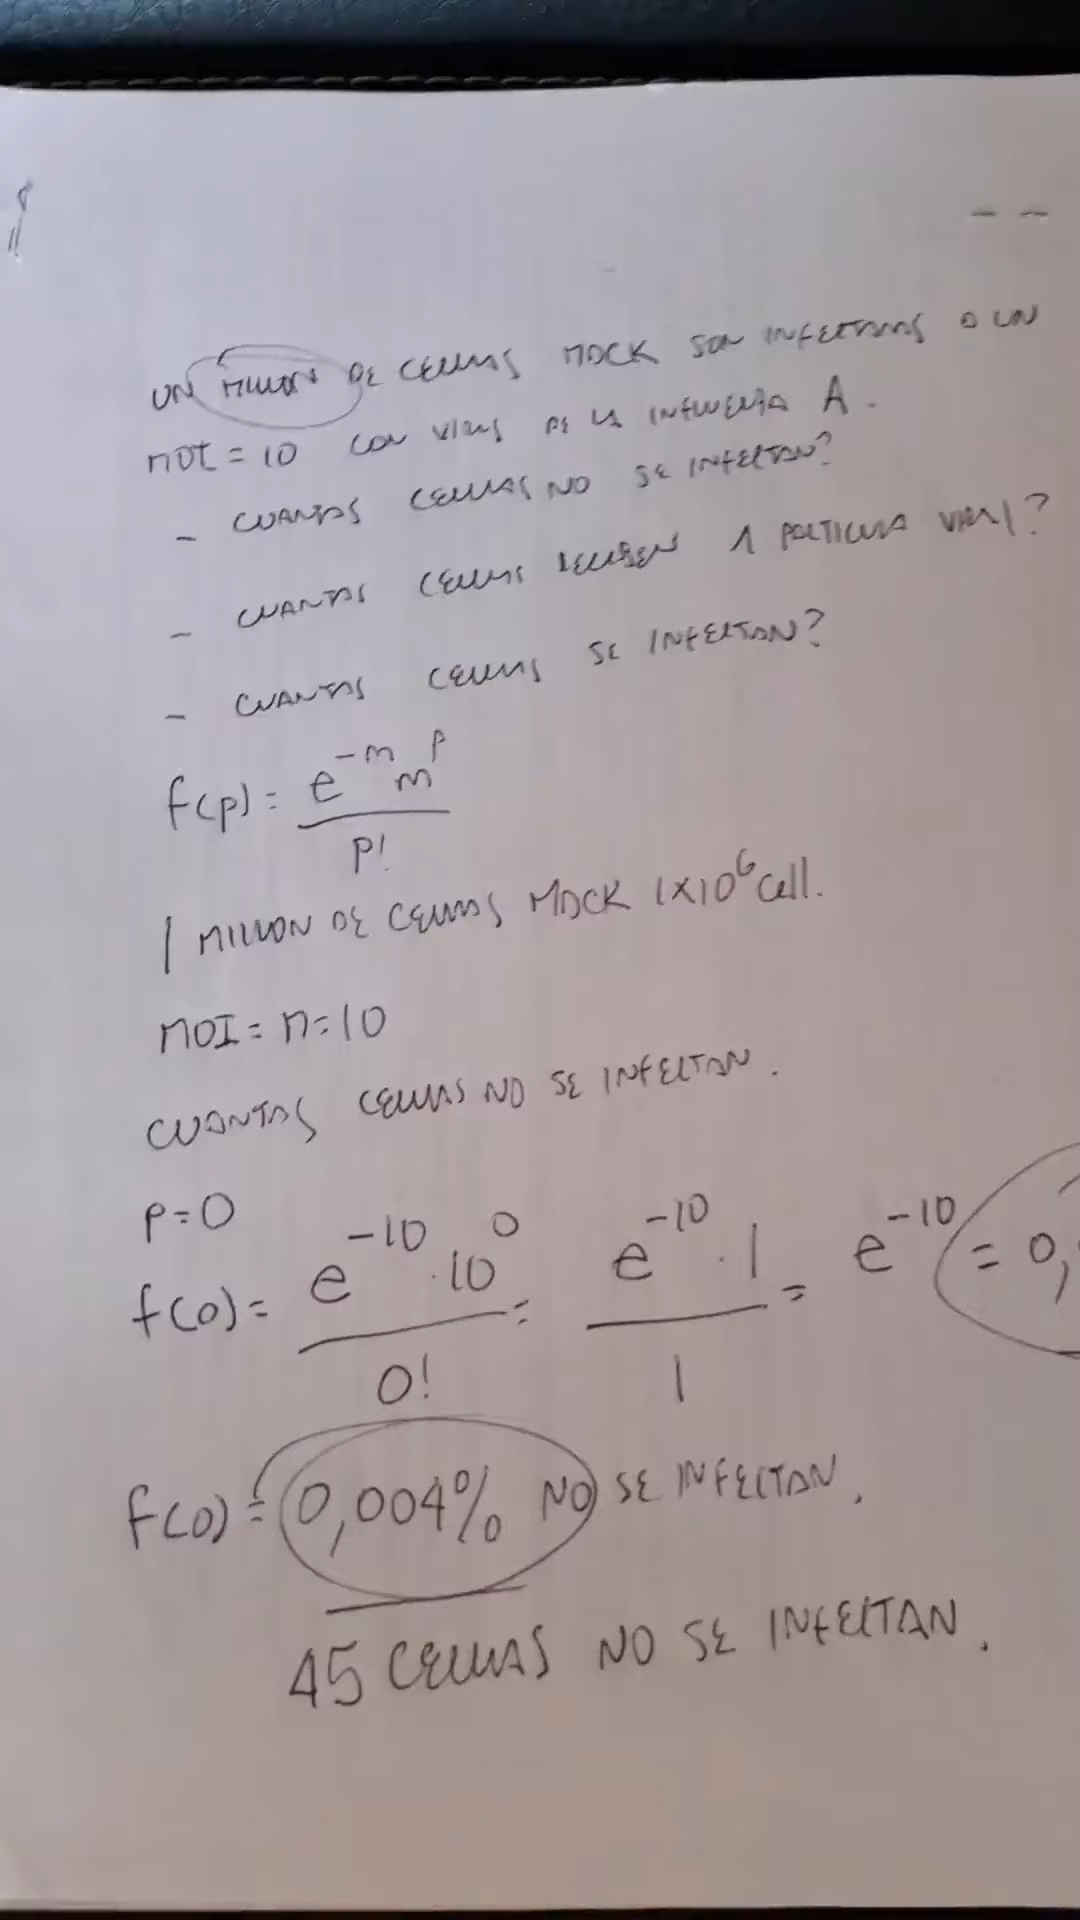 UN MILLON DE CELULAS MOCK SON INFECTADAS A UN
MOI = 10 CON VIRUS DE LA INFLUENZA A.
- CUANTAS CELULAS NO SE INFECTAN?
- CUANTAS CELULAS RECIBEN 1 PARTICULA VIRAL?
- CUANTAS CELULAS SE INFECTAN?
f(p) = e^-m m^p / p!
1 MILLON DE CELULAS MOCK 1X10^6 cell.
MOI = m = 10
CUANTAS CELULAS NO SE INFECTAN.
P=0
f(0) = e^-10 . 10^0 / 0! = e^-10 . 1 / 1 = e^-10 = 0,
f(0) = 0,004% NO SE INFECTAN.
45 CELULAS NO SE INFECTAN.